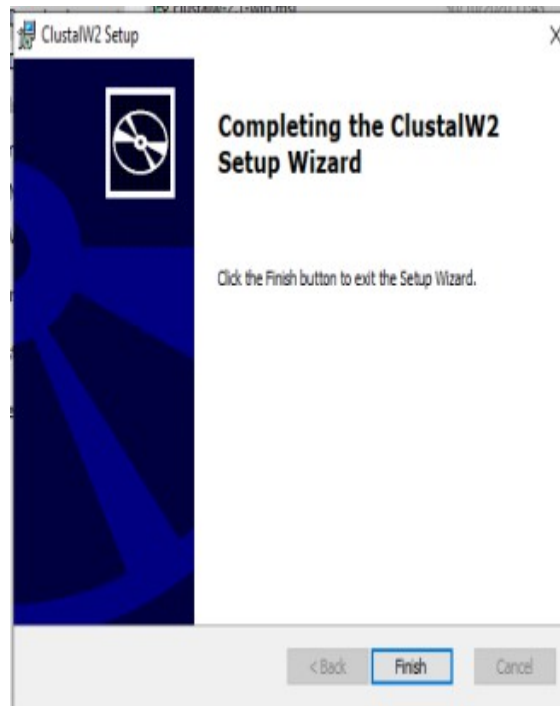 ClustalW2 Setup
Completing the ClustalW2
Setup Wizard
Click the Finish button to exit the Setup Wizard.
< Back
Finish
Cancel